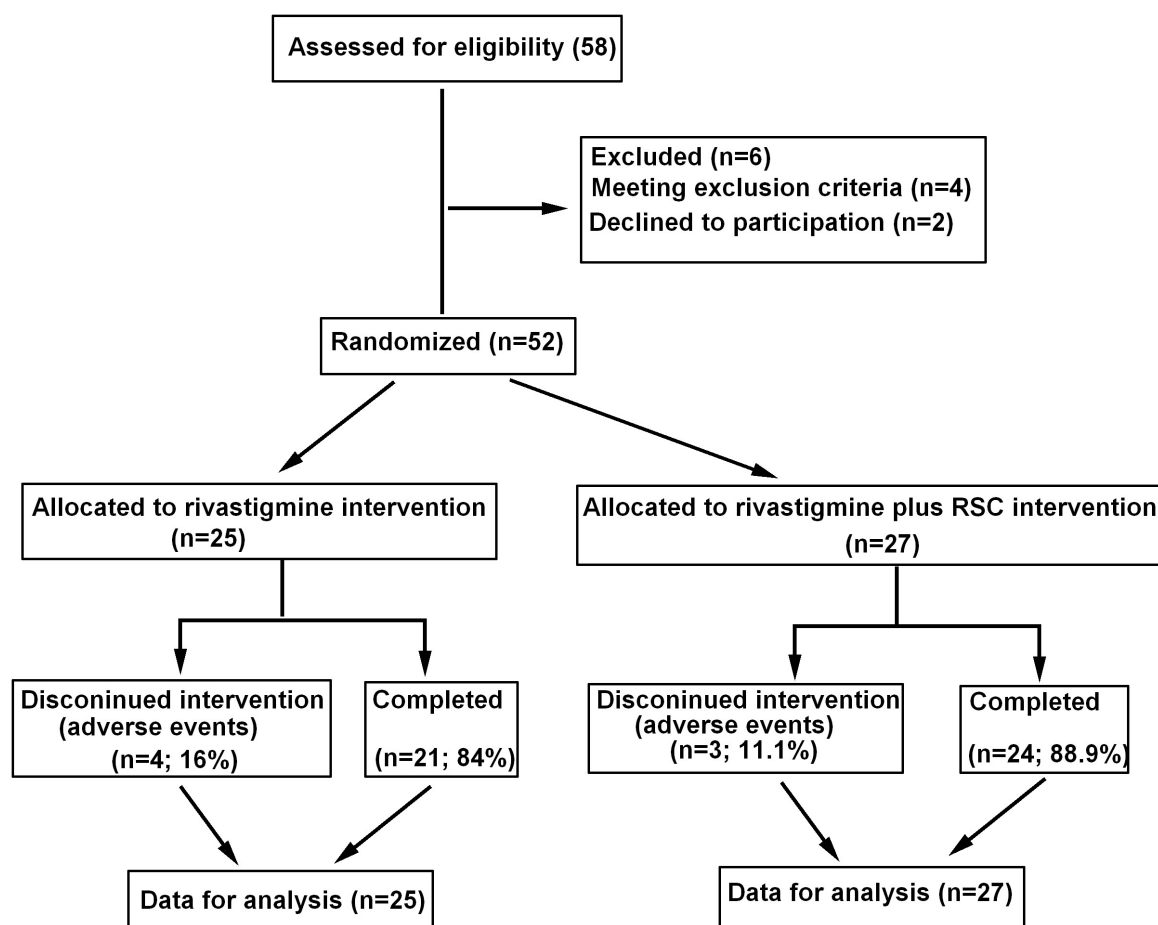 Assessed for eligibility (58)
Excluded (n=6)
Meeting exclusion criteria (n=4)
Declined to participation (n=2)
Randomized (n=52)
Allocated to rivastigmine intervention
(n=25)
Allocated to rivastigmine plus RSC intervention
(n=27)
Disconinued intervention
(adverse events)
(n=4; 16%)
Completed
(n=21; 84%)
Disconinued intervention
(adverse events)
(n=3; 11.1%)
Completed
(n=24; 88.9%)
Data for analysis (n=25)
Data for analysis (n=27)